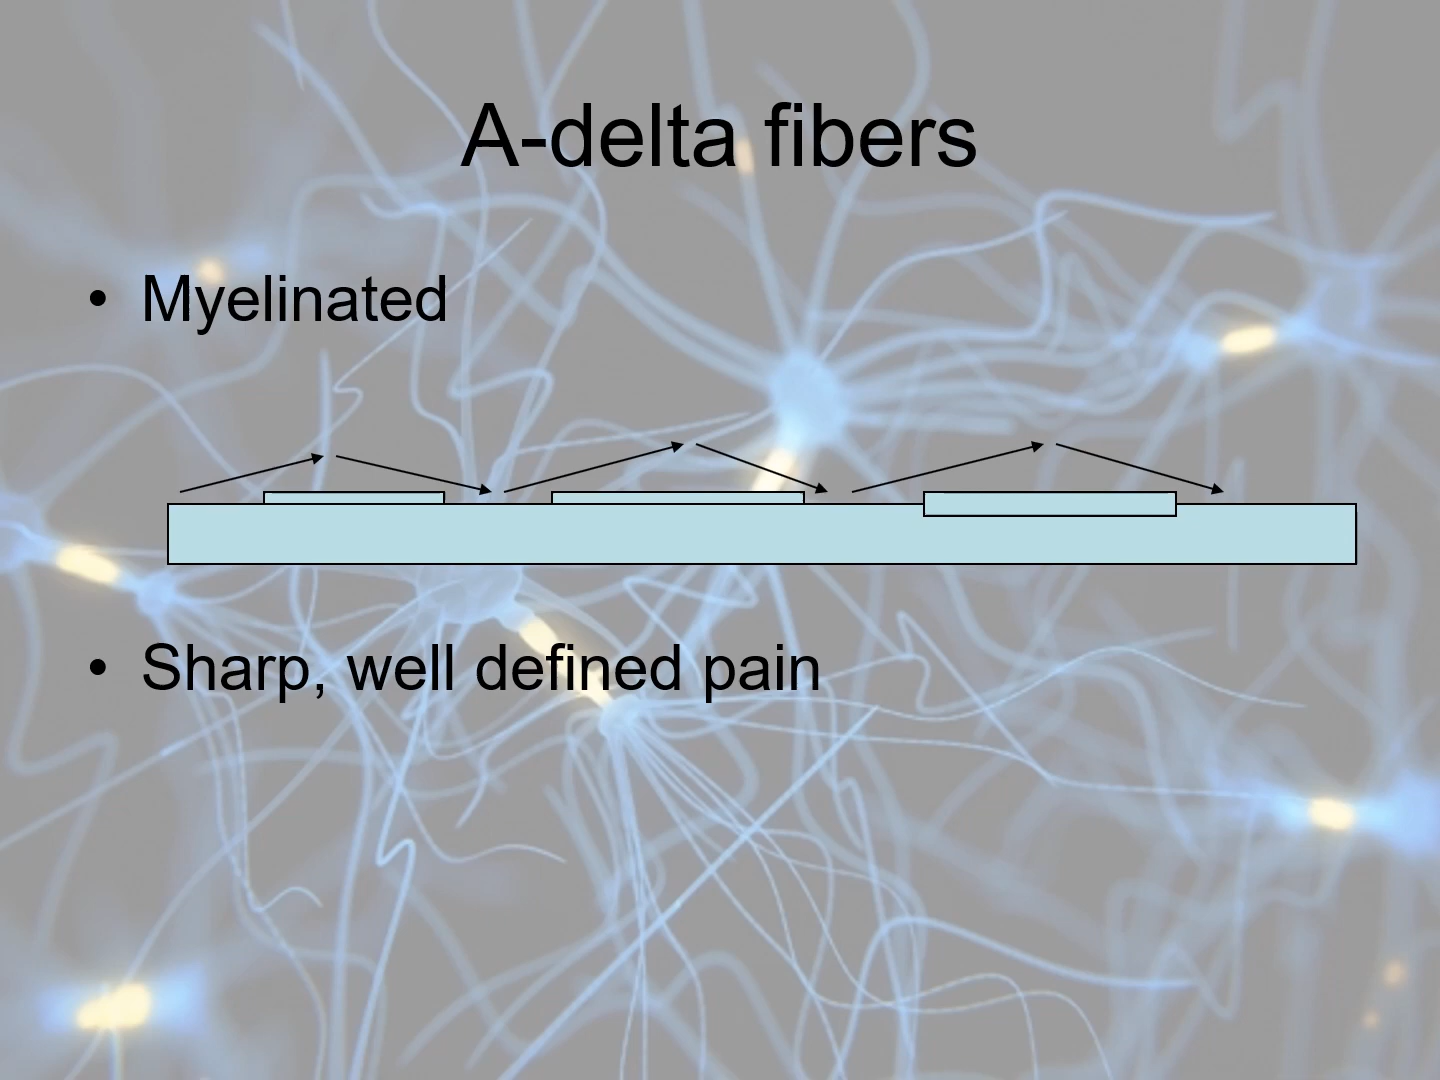 A-delta fibers
• Myelinated
• Sharp, well defined pain